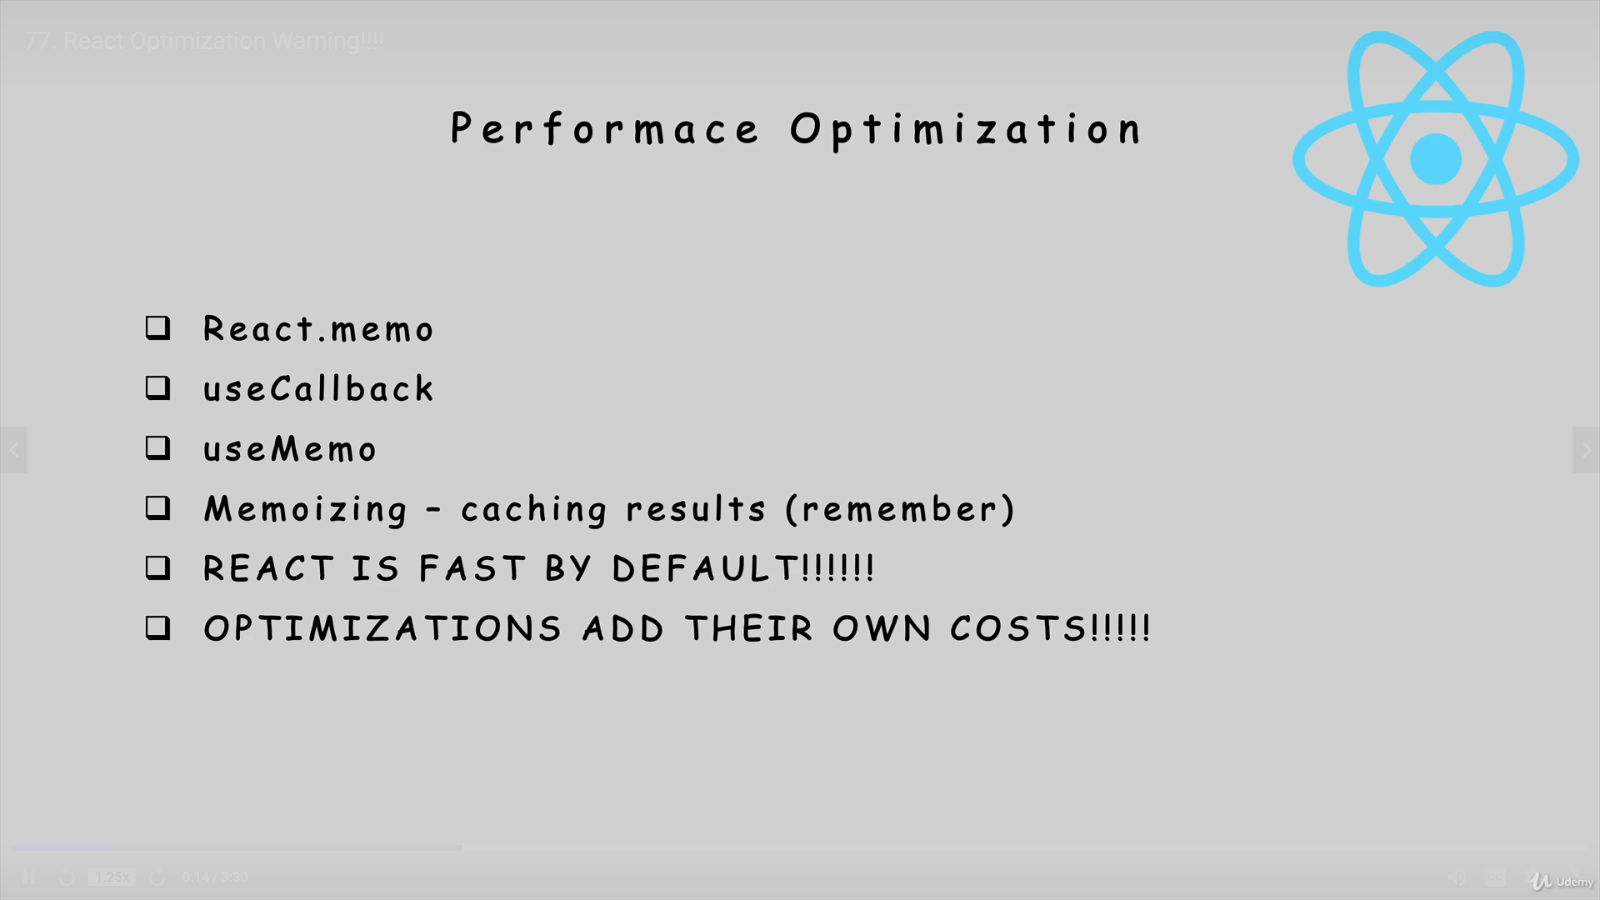 77. React Optimization Warning!!!!
Performace Optimization
❑ React.memo
❑ useCallback
❑ useMemo
❑ Memoizing – caching results (remember)
❑ REACT IS FAST BY DEFAULT!!!!!!
❑ OPTIMIZATIONS ADD THEIR OWN COSTS!!!!!
1.25x
0:14 / 3:30
Udemy